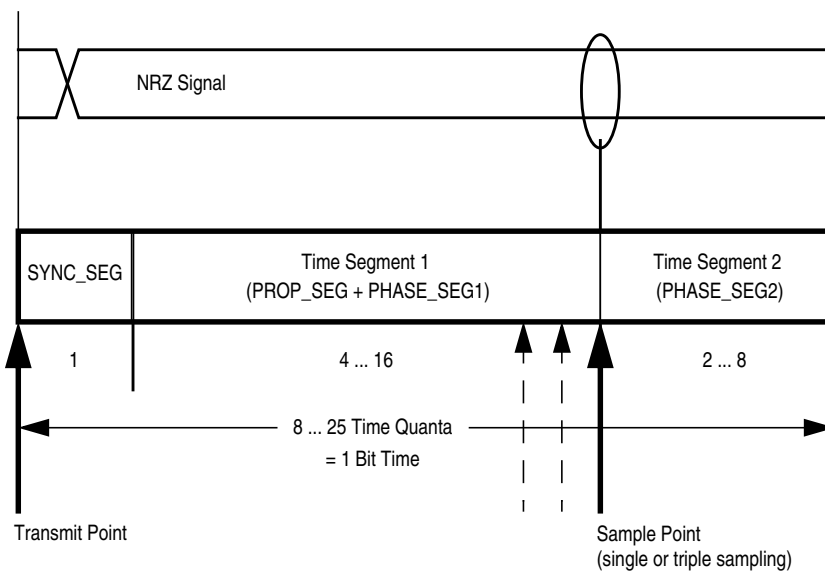 NRZ Signal
SYNC_SEG
Time Segment 1
(PROP_SEG + PHASE_SEG1)
Time Segment 2
(PHASE_SEG2)
1
4 ... 16
2 ... 8
8 ... 25 Time Quanta
= 1 Bit Time
Transmit Point
Sample Point
(single or triple sampling)